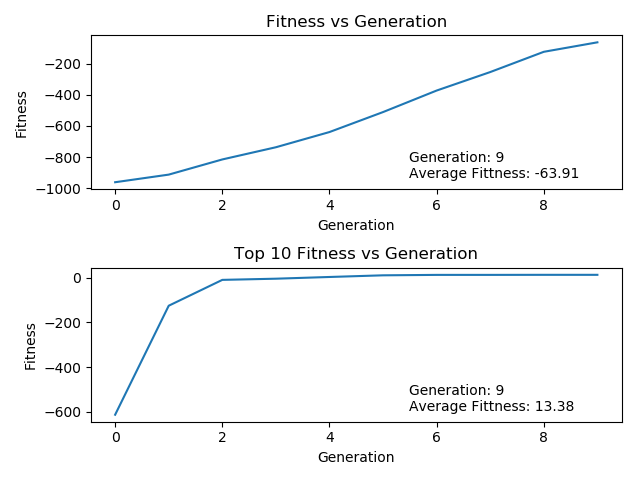 Fitness vs Generation
−200
−400
−600
−800
−1000
Fitness
Generation: 9
Average Fittness: -63.91
0 2 4 6 8
Generation
Top 10 Fitness vs Generation
0
−200
−400
−600
Fitness
Generation: 9
Average Fittness: 13.38
0 2 4 6 8
Generation